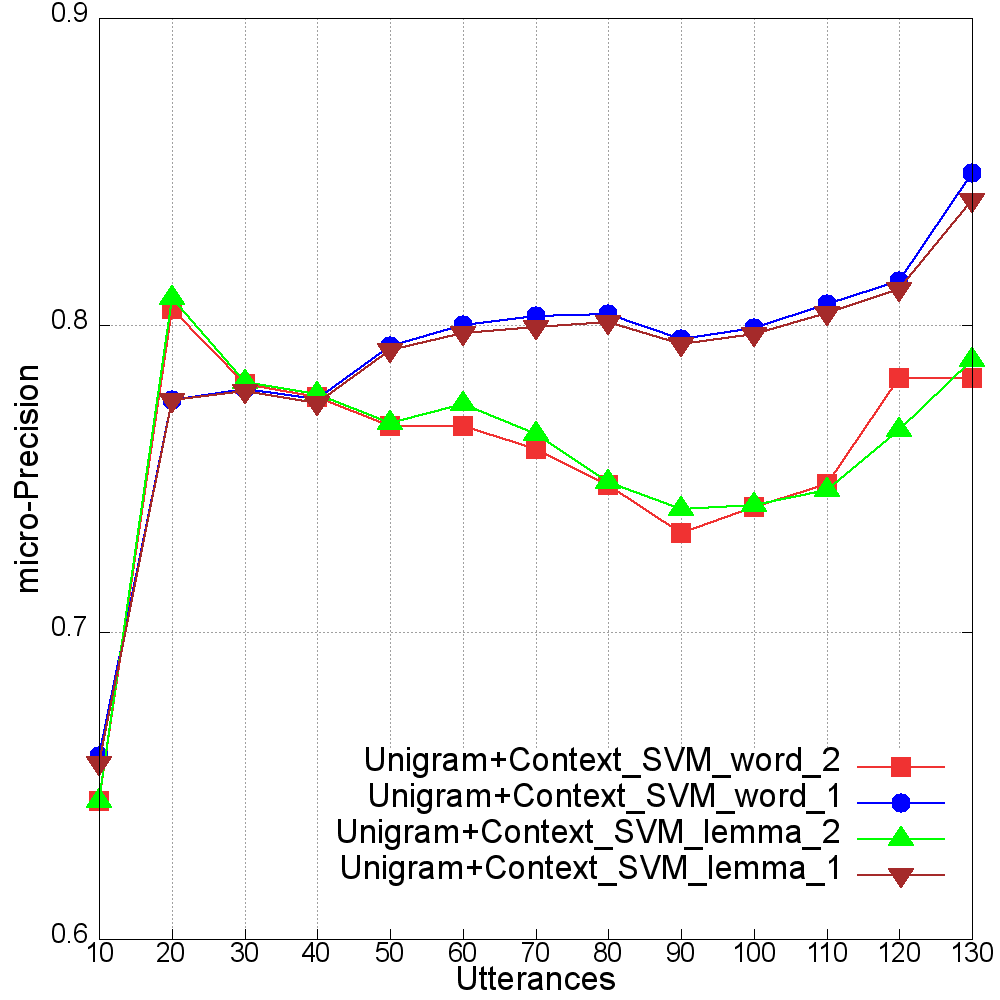 0.9
0.8
0.7
0.6
micro-Precision
Unigram+Context_SVM_word_2
Unigram+Context_SVM_word_1
Unigram+Context_SVM_lemma_2
Unigram+Context_SVM_lemma_1
10 20 30 40 50 60 70 80 90 100 110 120 130
Utterances